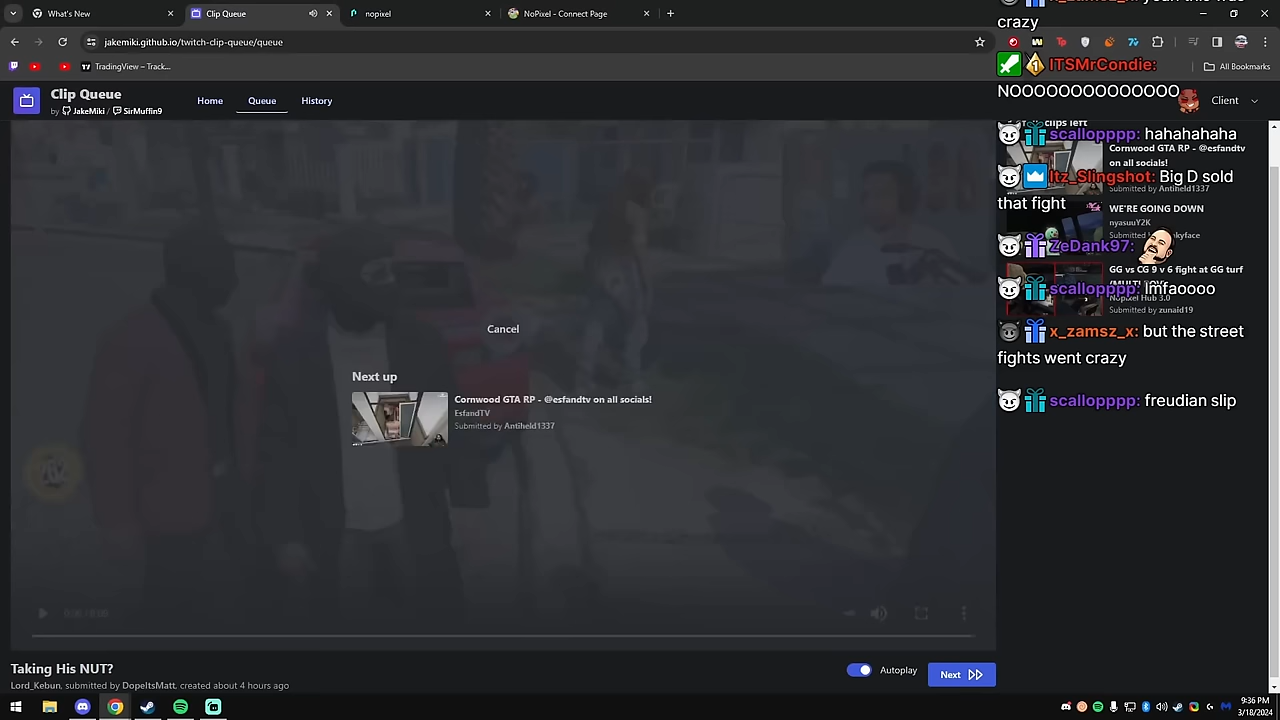 What's New
Clip Queue
nopixel
NoPixel - Connect Page
crazy
jakemiki.github.io/twitch-clip-queue/queue
TradingView – Track...
All Bookmarks
ITSMrCondie:
NOOOOOOOOOOOOOO
Clip Queue
by JakeMiki / SirMuffin9
Home
Queue
History
Client
clips left
scallopppp: hahahahaha
Cornwood GTA RP - @esfandtv
on all socials!
Submitted by Antiheld1337
Itz_Slingshot: Big D sold
that fight
WE'RE GOING DOWN
nyasuuY2K
ZeDank97:
GG vs CG 9 v 6 fight at GG turf
scallopppp: lmfaoooo
Nopixel Hub 3.0
Submitted by zunaid19
x_zamsz_x: but the street
fights went crazy
scallopppp: freudian slip
Cancel
Next up
Cornwood GTA RP - @esfandtv on all socials!
EsfandTV
Submitted by Antiheld1337
Taking His NUT?
Lord_Kebun, submitted by DopeItsMatt, created about 4 hours ago
Autoplay
Next
9:36 PM
3/18/2024